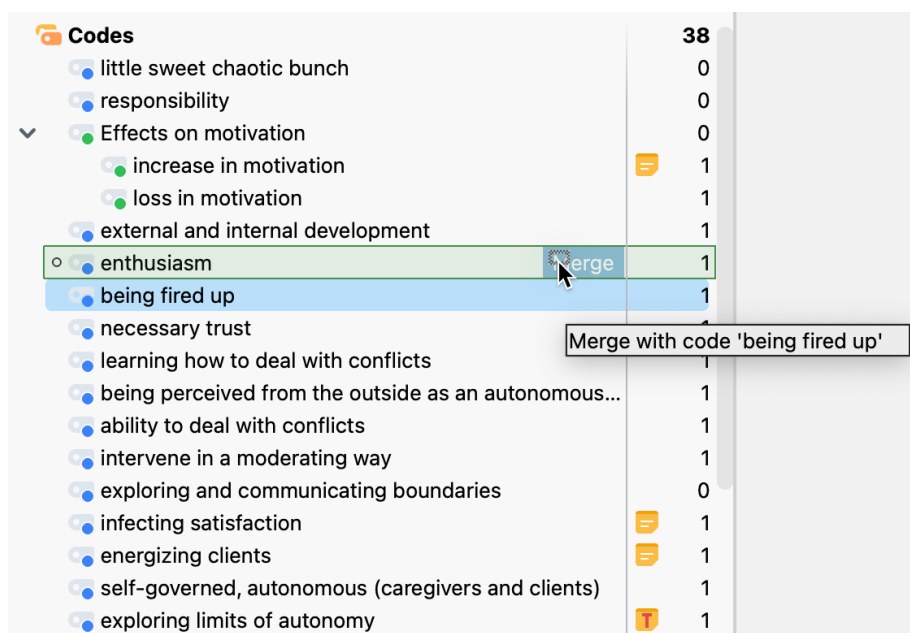 Codes 38
little sweet chaotic bunch 0
responsibility 0
Effects on motivation 0
increase in motivation 1
loss in motivation 1
external and internal development 1
enthusiasm Merge 1
being fired up 1
necessary trust 1
Merge with code 'being fired up'
learning how to deal with conflicts 1
being perceived from the outside as an autonomous... 1
ability to deal with conflicts 1
intervene in a moderating way 1
exploring and communicating boundaries 0
infecting satisfaction 1
energizing clients 1
self-governed, autonomous (caregivers and clients) 1
exploring limits of autonomy T 1